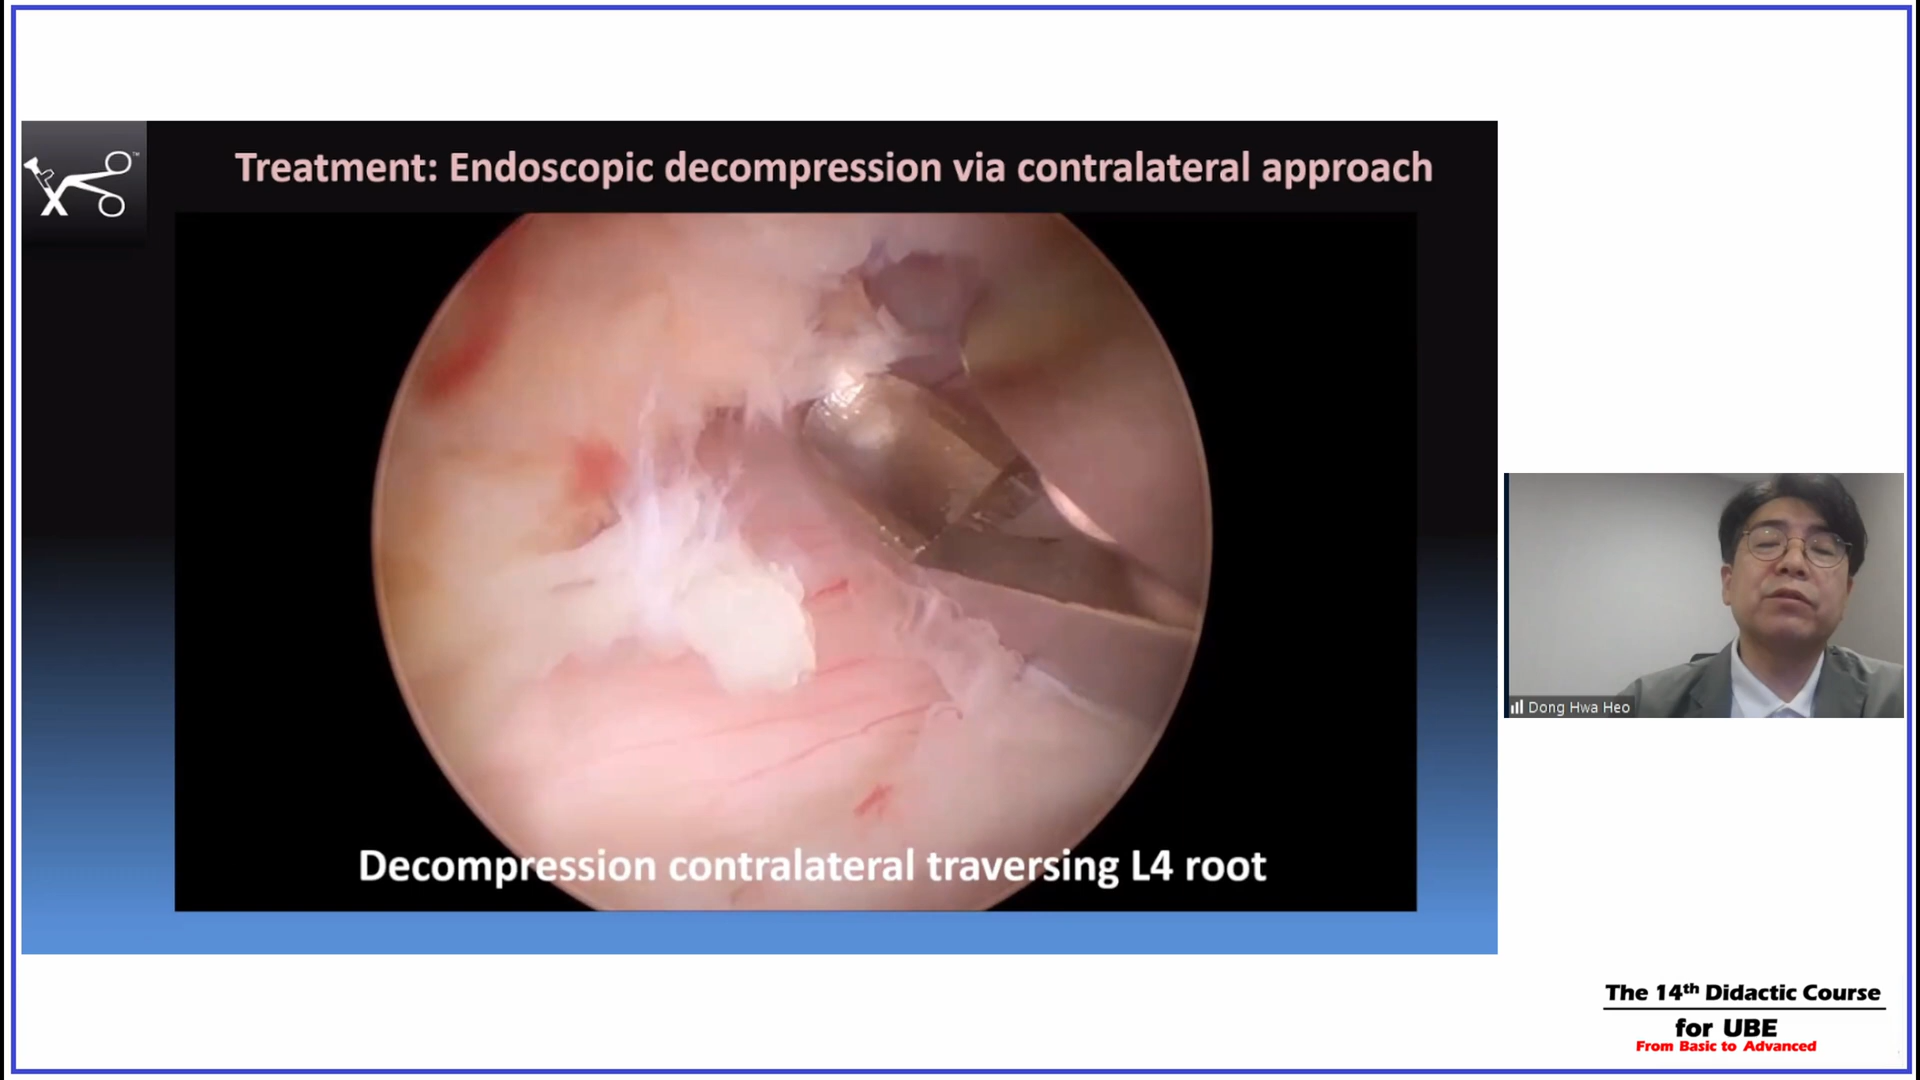 Treatment: Endoscopic decompression via contralateral approach
Decompression contralateral traversing L4 root
Dong Hwa Heo
The 14th Didactic Course
for UBE
From Basic to Advanced